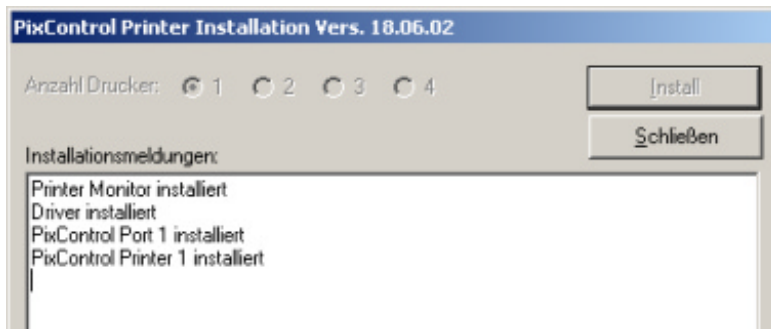 PixControl Printer Installation Vers. 18.06.02
Anzahl Drucker: 1 2 3 4
Install
Schließen
Installationsmeldungen:
Printer Monitor installiert
Driver installiert
PixControl Port 1 installiert
PixControl Printer 1 installiert